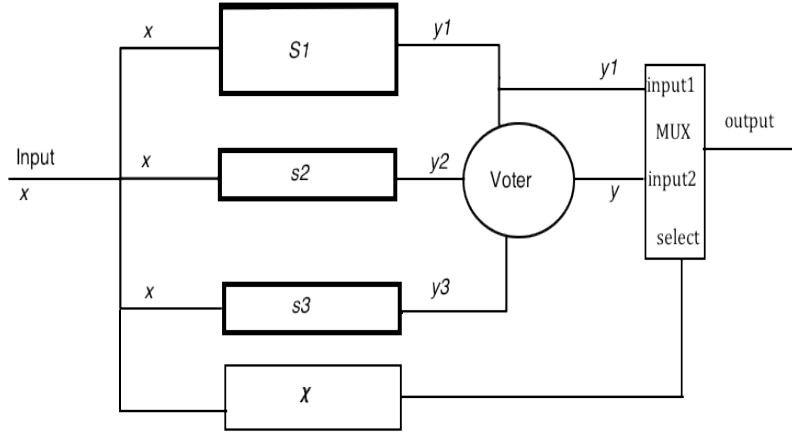 x
S1
y1
y1
input1
MUX
output
Input
x
x
s2
y2
Voter
y
input2
select
x
s3
y3
χ